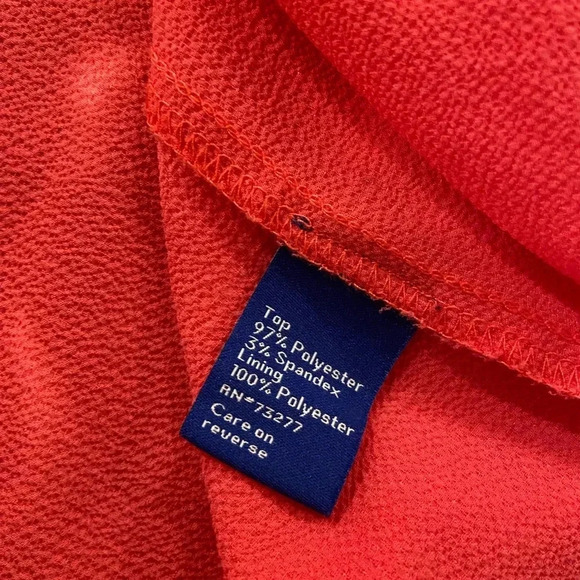 Top
97% Polyester
3% Spandex
Lining
100% Polyester
RN#73277
Care on
reverse